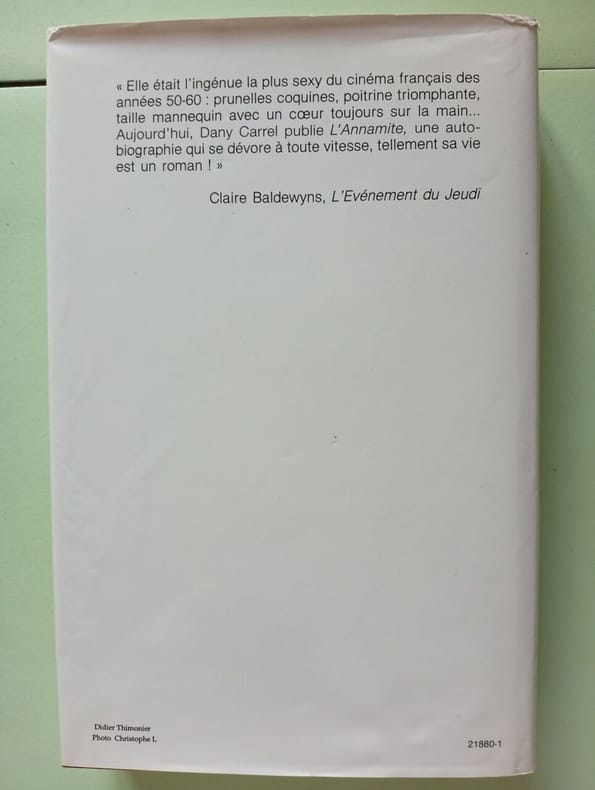 « Elle était l'ingénue la plus sexy du cinéma français des
années 50-60 : prunelles coquines, poitrine triomphante,
taille mannequin avec un cœur toujours sur la main...
Aujourd'hui, Dany Carrel publie L'Annamite, une auto-
biographie qui se dévore à toute vitesse, tellement sa vie
est un roman ! »
Claire Baldewyns, L'Evénement du Jeudi
Didier Thimonier
Photo Christophe L
21880-1